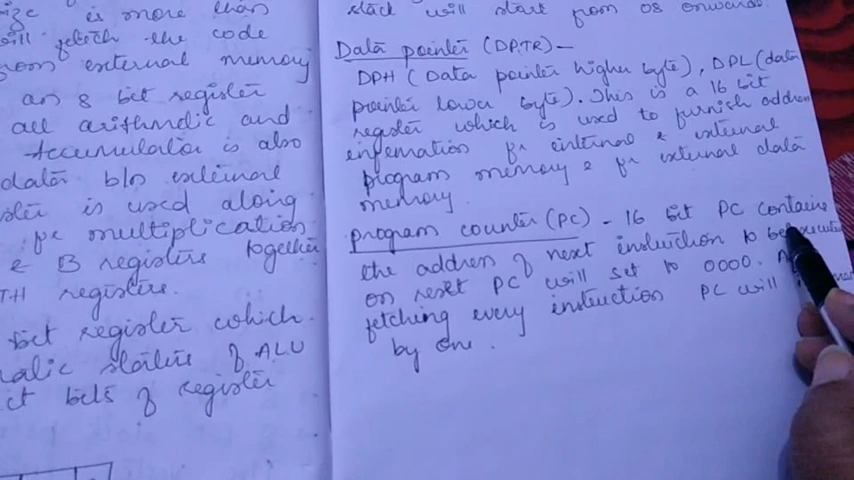 is more than
will fetch the code
from external memory
an 8 bit register
all arithmetic and
Accumulator is also
data b/n external
is used along
for multiplication
& B registers together
TH registers.
bit register which
status of ALU
bits of register
stack will start from 08 onwards.
Data pointer (DPTR) –
DPH (Data pointer higher byte), DPL (data
pointer lower byte). This is a 16 bit
register which is used to furnish address
information for internal & external
program memory & for external data
memory.
program counter (PC) – 16 bit PC contains
the address of next instruction to be executed
on reset PC will set to 0000.
fetching every instruction PC will
by one.